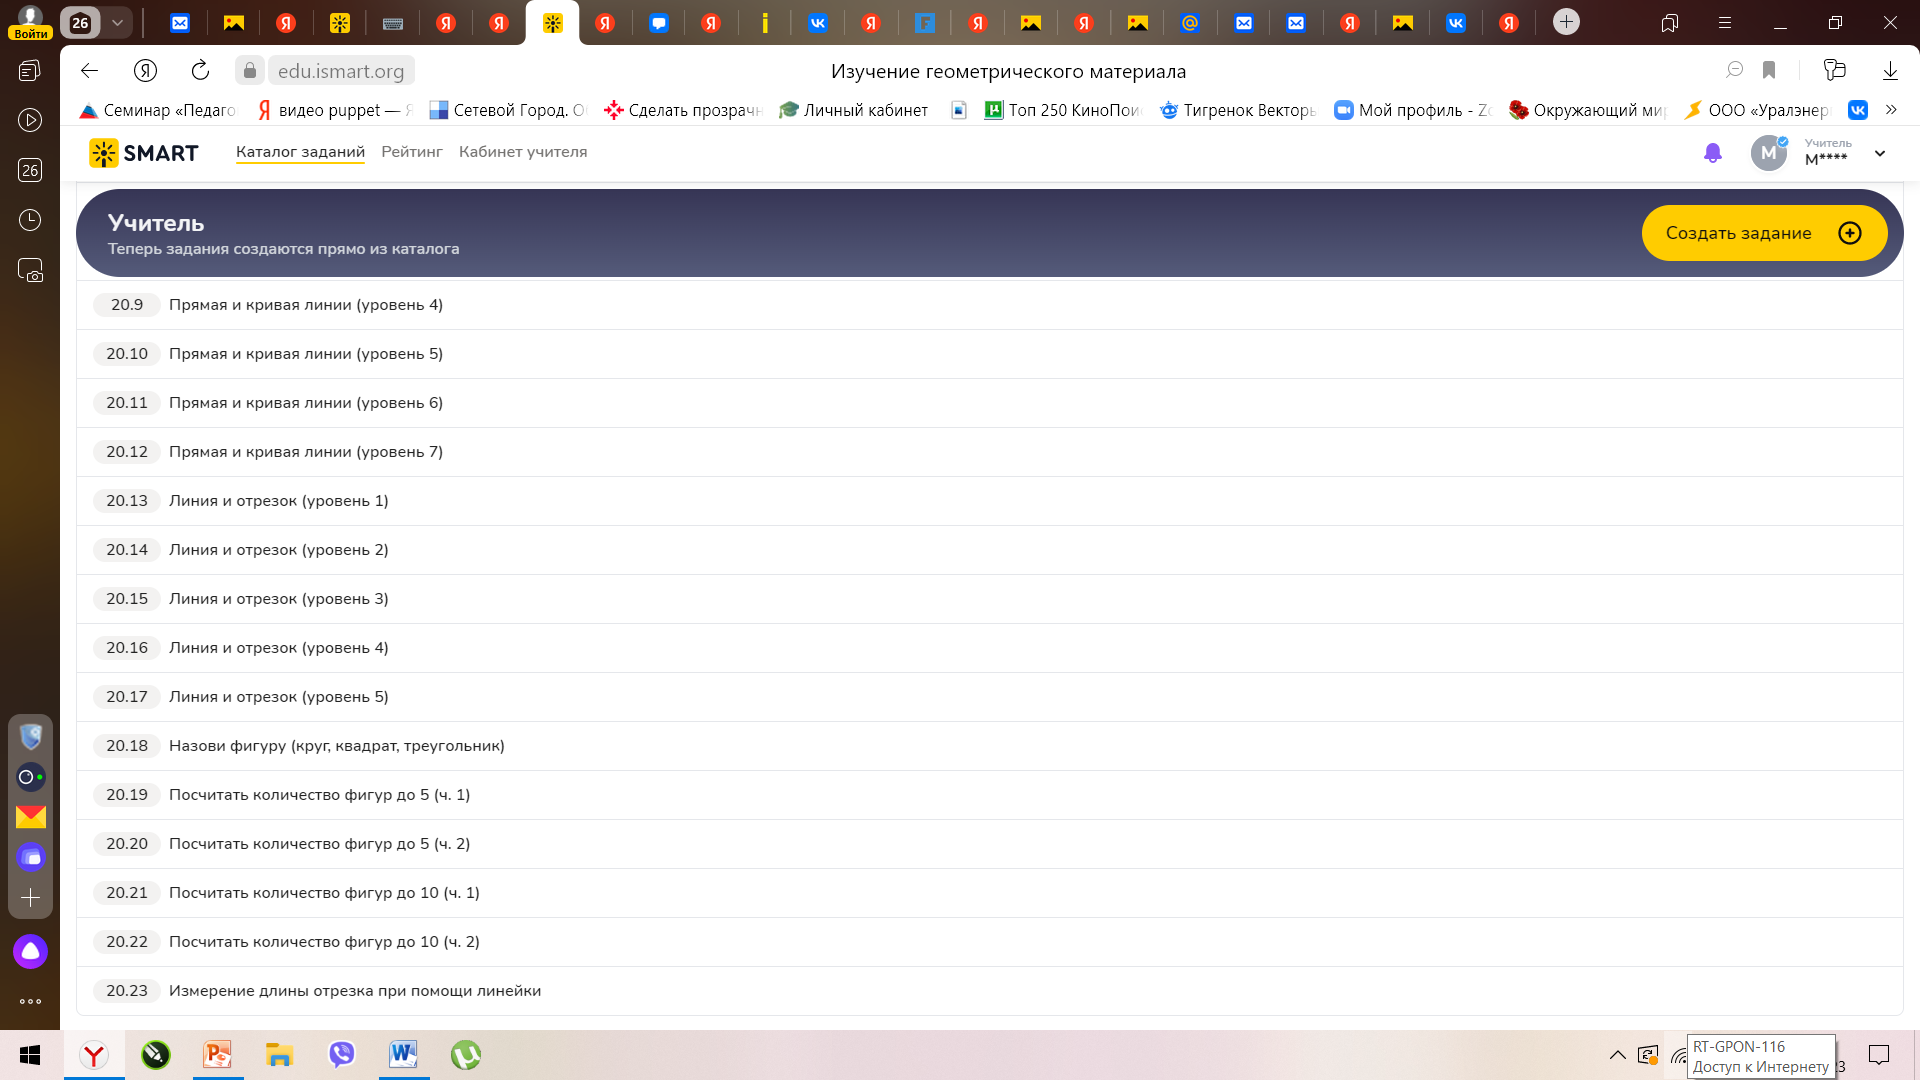 26
Войти
edu.ismart.org
Изучение геометрического материала
Семинар «Педаго
видео puppet — Я
Сетевой Город. О
Сделать прозрачн
Личный кабинет
Топ 250 КиноПои
Тигренок Векторы
Мой профиль - Zo
Окружающий мир
ООО «Уралэнер
26
SMART
Каталог заданий
Рейтинг
Кабинет учителя
М
Учитель
М****
Учитель
Теперь задания создаются прямо из каталога
Создать задание
20.9 Прямая и кривая линии (уровень 4)
20.10 Прямая и кривая линии (уровень 5)
20.11 Прямая и кривая линии (уровень 6)
20.12 Прямая и кривая линии (уровень 7)
20.13 Линия и отрезок (уровень 1)
20.14 Линия и отрезок (уровень 2)
20.15 Линия и отрезок (уровень 3)
20.16 Линия и отрезок (уровень 4)
20.17 Линия и отрезок (уровень 5)
20.18 Назови фигуру (круг, квадрат, треугольник)
20.19 Посчитать количество фигур до 5 (ч. 1)
20.20 Посчитать количество фигур до 5 (ч. 2)
20.21 Посчитать количество фигур до 10 (ч. 1)
20.22 Посчитать количество фигур до 10 (ч. 2)
20.23 Измерение длины отрезка при помощи линейки
RT-GPON-116
Доступ к Интернету